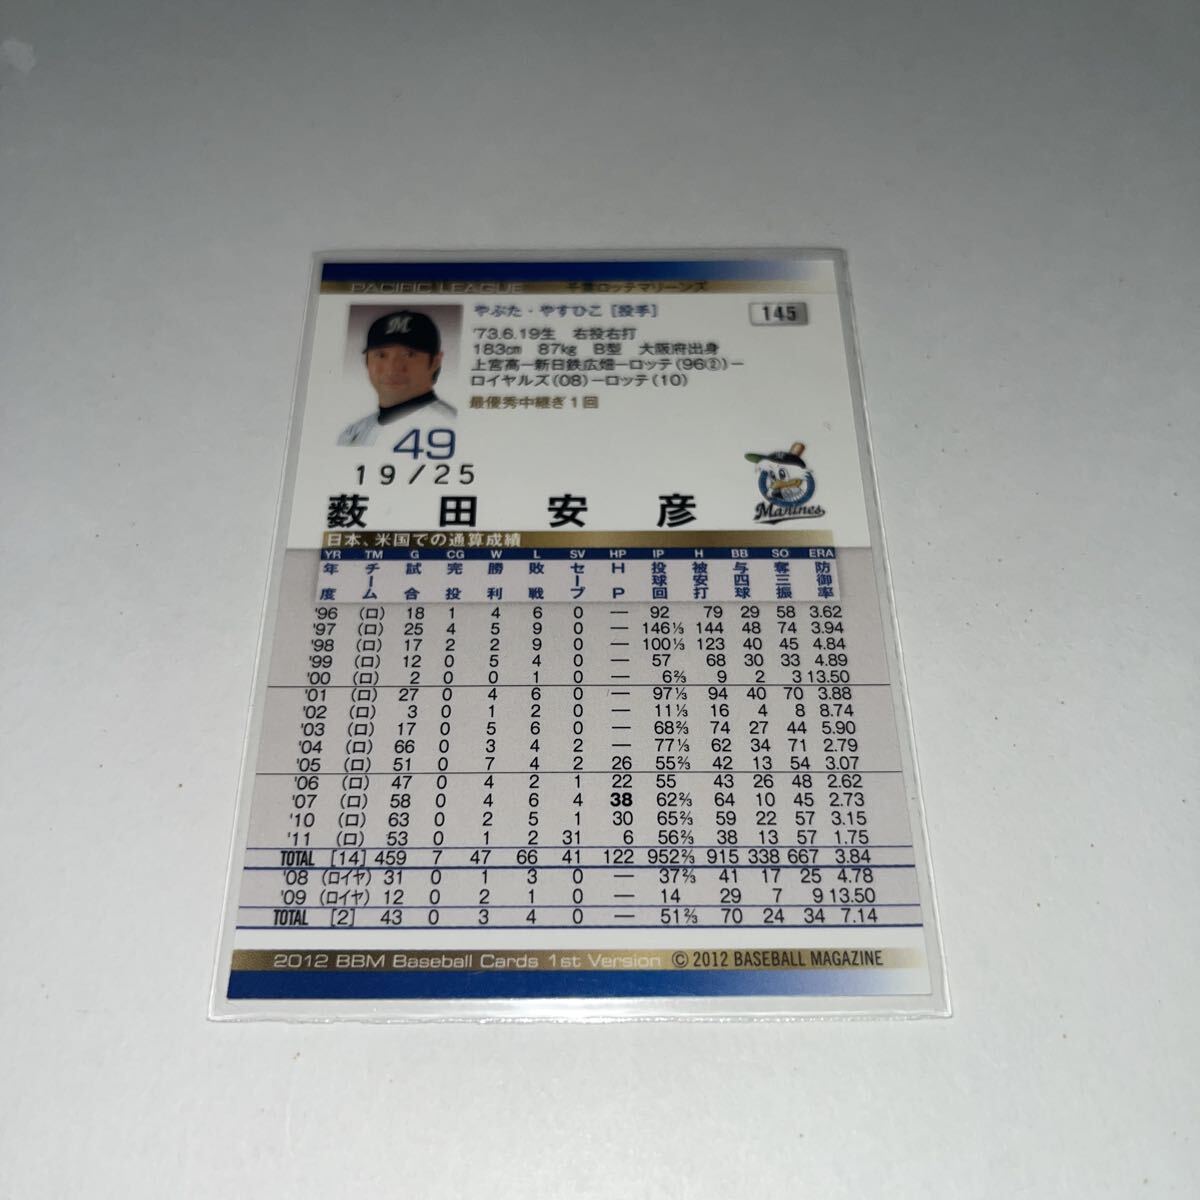 PACIFIC LEAGUE 千葉ロッテマリーンズ
やぶた・やすひこ [投手]
145
'73.6.19生 右投右打
183cm 87kg B型 大阪府出身
上宮高ー新日鉄広畑ーロッテ(96②)ー
ロイヤルズ(08)ーロッテ(10)
最優秀中継ぎ1回
M
49
19/25
薮田安彦
Marines
日本、米国での通算成績
YR TM G CG W L SV HP IP H BB SO ERA
年度 チーム 試合 完投 勝利 敗戦 セーブ HP 投球回 被安打 与四球 奪三振 防御率
'96 (ロ) 18 1 4 6 0 — 92 79 29 58 3.62
'97 (ロ) 25 4 5 9 0 — 146⅓ 144 48 74 3.94
'98 (ロ) 17 2 2 9 0 — 100⅓ 123 40 45 4.84
'99 (ロ) 12 0 5 4 0 — 57 68 30 33 4.89
'00 (ロ) 2 0 0 1 0 — 6⅔ 9 2 3 13.50
'01 (ロ) 27 0 4 6 0 — 97⅓ 94 40 70 3.88
'02 (ロ) 3 0 1 2 0 — 11⅓ 16 4 8 8.74
'03 (ロ) 17 0 5 6 0 — 68⅔ 74 27 44 5.90
'04 (ロ) 66 0 3 4 2 — 77⅓ 62 34 71 2.79
'05 (ロ) 51 0 7 4 2 26 55⅔ 42 13 54 3.07
'06 (ロ) 47 0 4 2 1 22 55 43 26 48 2.62
'07 (ロ) 58 0 4 6 4 38 62⅔ 64 10 45 2.73
'10 (ロ) 63 0 2 5 1 30 65⅔ 59 22 57 3.15
'11 (ロ) 53 0 1 2 31 6 56⅔ 38 13 57 1.75
TOTAL [14] 459 7 47 66 41 122 952⅔ 915 338 667 3.84
'08 (ロイヤ) 31 0 1 3 0 — 37⅔ 41 17 25 4.78
'09 (ロイヤ) 12 0 2 1 0 — 14 29 7 9 13.50
TOTAL [2] 43 0 3 4 0 — 51⅔ 70 24 34 7.14
2012 BBM Baseball Cards 1st Version © 2012 BASEBALL MAGAZINE